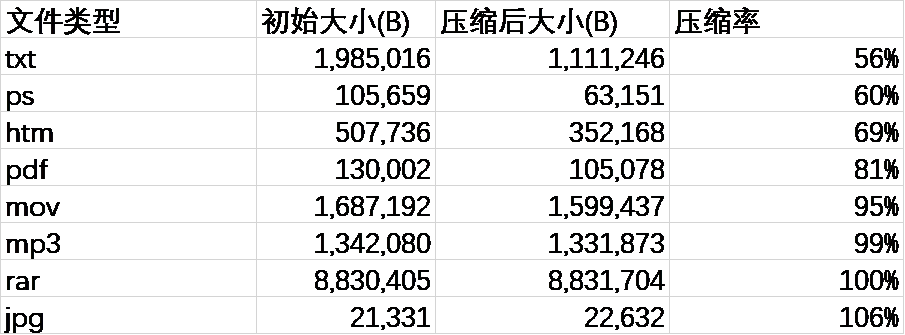 文件类型 初始大小(B) 压缩后大小(B) 压缩率
txt 1,985,016 1,111,246 56%
ps 105,659 63,151 60%
htm 507,736 352,168 69%
pdf 130,002 105,078 81%
mov 1,687,192 1,599,437 95%
mp3 1,342,080 1,331,873 99%
rar 8,830,405 8,831,704 100%
jpg 21,331 22,632 106%